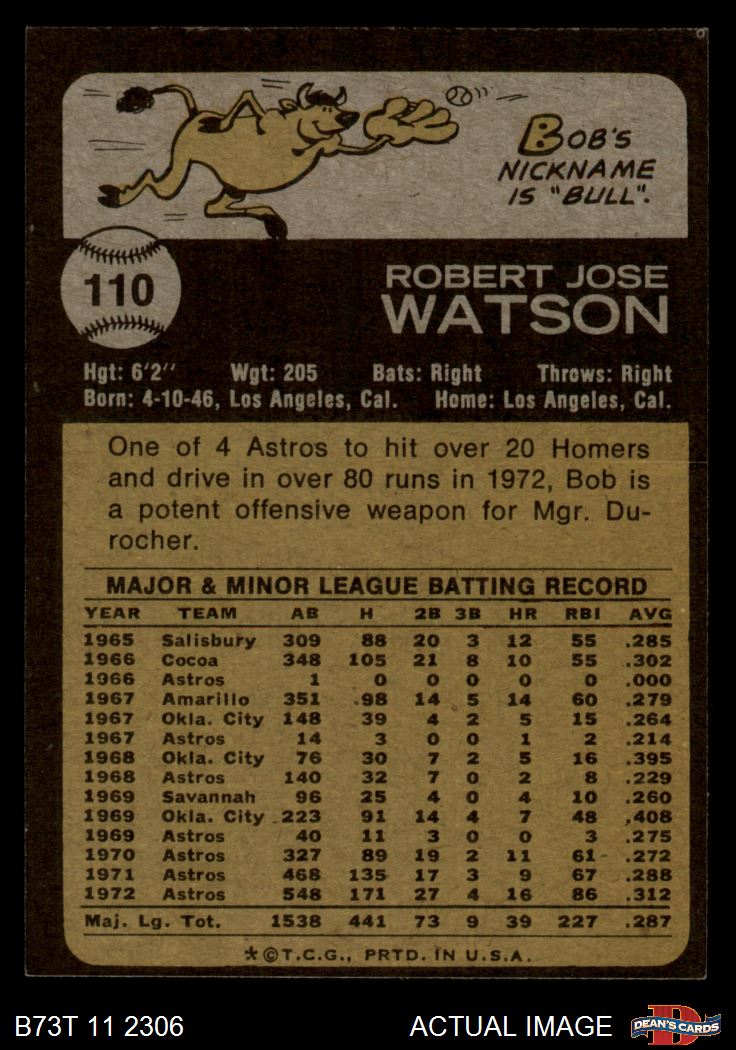 BOB'S
NICKNAME
IS "BULL".
110
ROBERT JOSE
WATSON
Hgt: 6'2" Wgt: 205 Bats: Right Throws: Right
Born: 4-10-46, Los Angeles, Cal. Home: Los Angeles, Cal.
One of 4 Astros to hit over 20 Homers
and drive in over 80 runs in 1972, Bob is
a potent offensive weapon for Mgr. Du-
rocher.
MAJOR & MINOR LEAGUE BATTING RECORD
YEAR TEAM AB H 2B 3B HR RBI AVG
1965 Salisbury 309 88 20 3 12 55 .285
1966 Cocoa 348 105 21 8 10 55 .302
1966 Astros 1 0 0 0 0 0 .000
1967 Amarillo 351 98 14 5 14 60 .279
1967 Okla. City 148 39 4 2 5 15 .264
1967 Astros 14 3 0 0 1 2 .214
1968 Okla. City 76 30 7 2 5 16 .395
1968 Astros 140 32 7 0 2 8 .229
1969 Savannah 96 25 4 0 4 10 .260
1969 Okla. City 223 91 14 4 7 48 .408
1969 Astros 40 11 3 0 0 3 .275
1970 Astros 327 89 19 2 11 61 .272
1971 Astros 468 135 17 3 9 67 .288
1972 Astros 548 171 27 4 16 86 .312
Maj. Lg. Tot. 1538 441 73 9 39 227 .287
*©T.C.G., PRTD. IN U.S.A.
B73T 11 2306 ACTUAL IMAGE DEAN'S CARDS